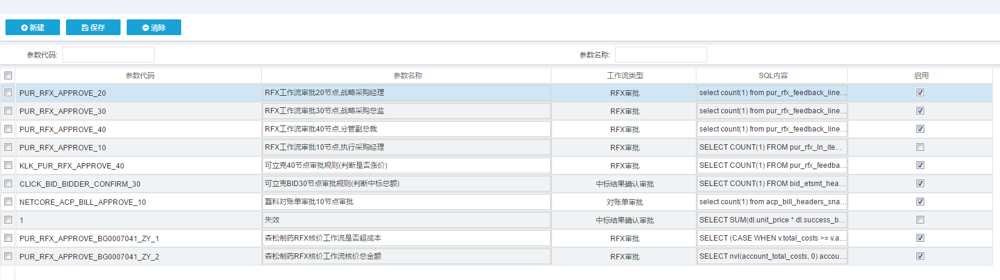 新建 保存 清除
参数代码: 参数名称:
参数代码 参数名称 工作流类型 SQL内容 启用
PUR_RFX_APPROVE_20 RFX工作流审批20节点,战略采购经理 RFX审批 select count(1) from pur_rfx_feedback_line...
PUR_RFX_APPROVE_30 RFX工作流审批30节点,战略采购总监 RFX审批 select count(1) from pur_rfx_feedback_line...
PUR_RFX_APPROVE_40 RFX工作流审批40节点,分管副总裁 RFX审批 select count(1) from pur_rfx_feedback_line...
PUR_RFX_APPROVE_10 RFX工作流审批10节点,执行采购经理 RFX审批 SELECT COUNT(1) FROM pur_rfx_ln_ite...
KLK_PUR_RFX_APPROVE_40 可立克40节点审批规则(判断是否涨价) RFX审批 SELECT COUNT(1) FROM pur_rfx_feedba...
CLICK_BID_BIDDER_CONFIRM_30 可立克BID30节点审批规则(判断中标总额) 中标结果确认审批 SELECT COUNT(1) FROM bid_etsmt_hea...
NETCORE_ACP_BILL_APPROVE_10 磊科对账单审批10节点审批 对账单审批 select count(1) from acp_bill_headers_sna...
1 失效 中标结果确认审批 SELECT SUM(dl.unit_price * dl.success_b...
PUR_RFX_APPROVE_BG0007041_ZY_1 森松制药RFX核价工作流是否超成本 RFX审批 SELECT (CASE WHEN v.total_costs >= v.a...
PUR_RFX_APPROVE_BG0007041_ZY_2 森松制药RFX核价工作流核价总金额 RFX审批 SELECT nvl(account_total_costs, 0) accou...